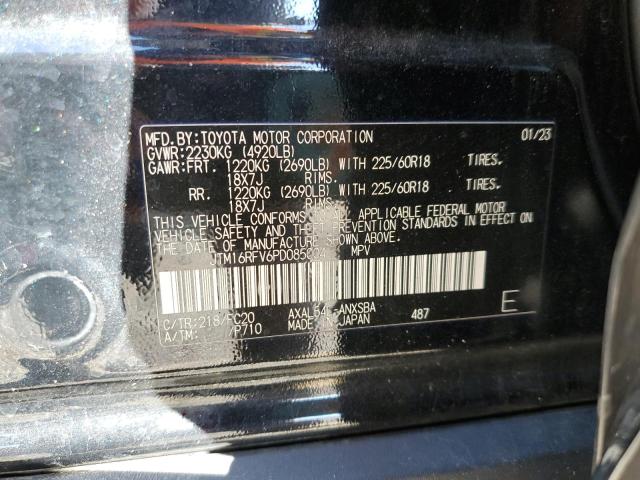 MFD.BY:TOYOTA MOTOR CORPORATION 01/23
GVWR:2230KG (4920LB)
GAWR:FRT. 1220KG (2690LB) WITH 225/60R18 TIRES.
18X7J RIMS.
RR. 1220KG (2690LB) WITH 225/60R18 TIRES.
18X7J RIMS.
THIS VEHICLE CONFORMS TO ALL APPLICABLE FEDERAL MOTOR
VEHICLE SAFETY AND THEFT PREVENTION STANDARDS IN EFFECT ON
THE DATE OF MANUFACTURE SHOWN ABOVE.
MPV
C/TR:218/FC20 AXAL54 -ANXSBA 487 E
A/TM: /P710 MADE IN JAPAN